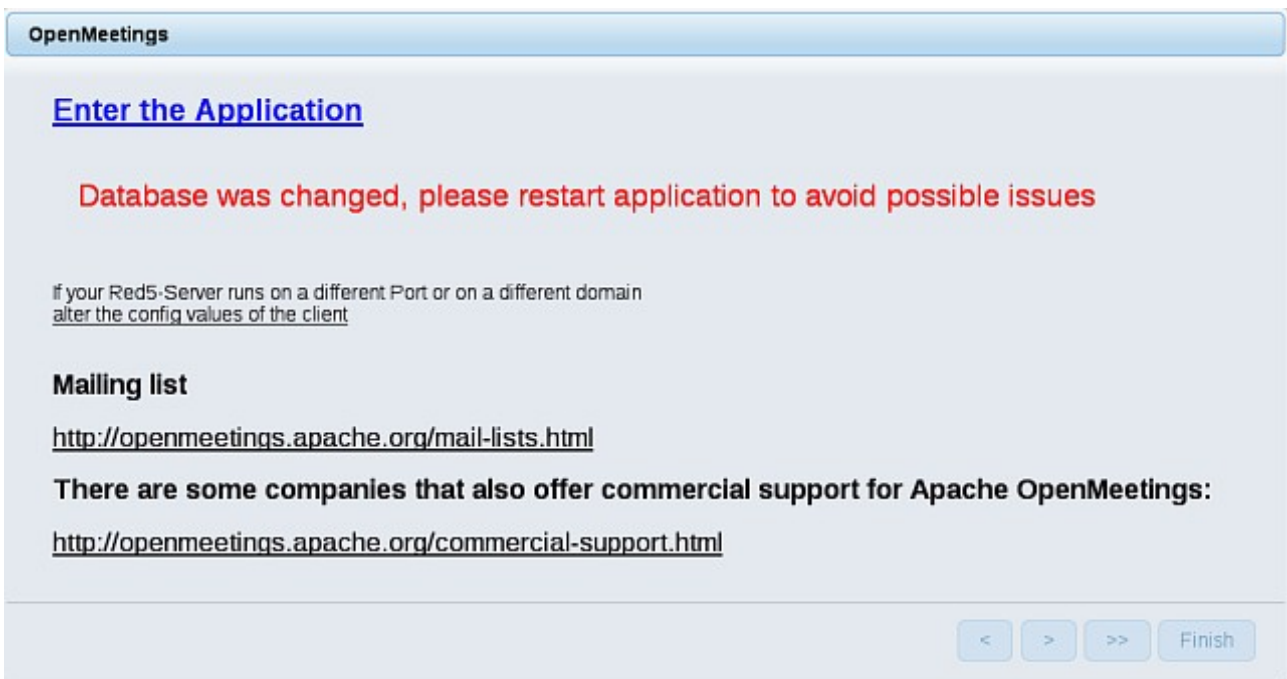 OpenMeetings
Enter the Application
Database was changed, please restart application to avoid possible issues
If your Red5-Server runs on a different Port or on a different domain
alter the config values of the client
Mailing list
http://openmeetings.apache.org/mail-lists.html
There are some companies that also offer commercial support for Apache OpenMeetings:
http://openmeetings.apache.org/commercial-support.html
< > >> Finish